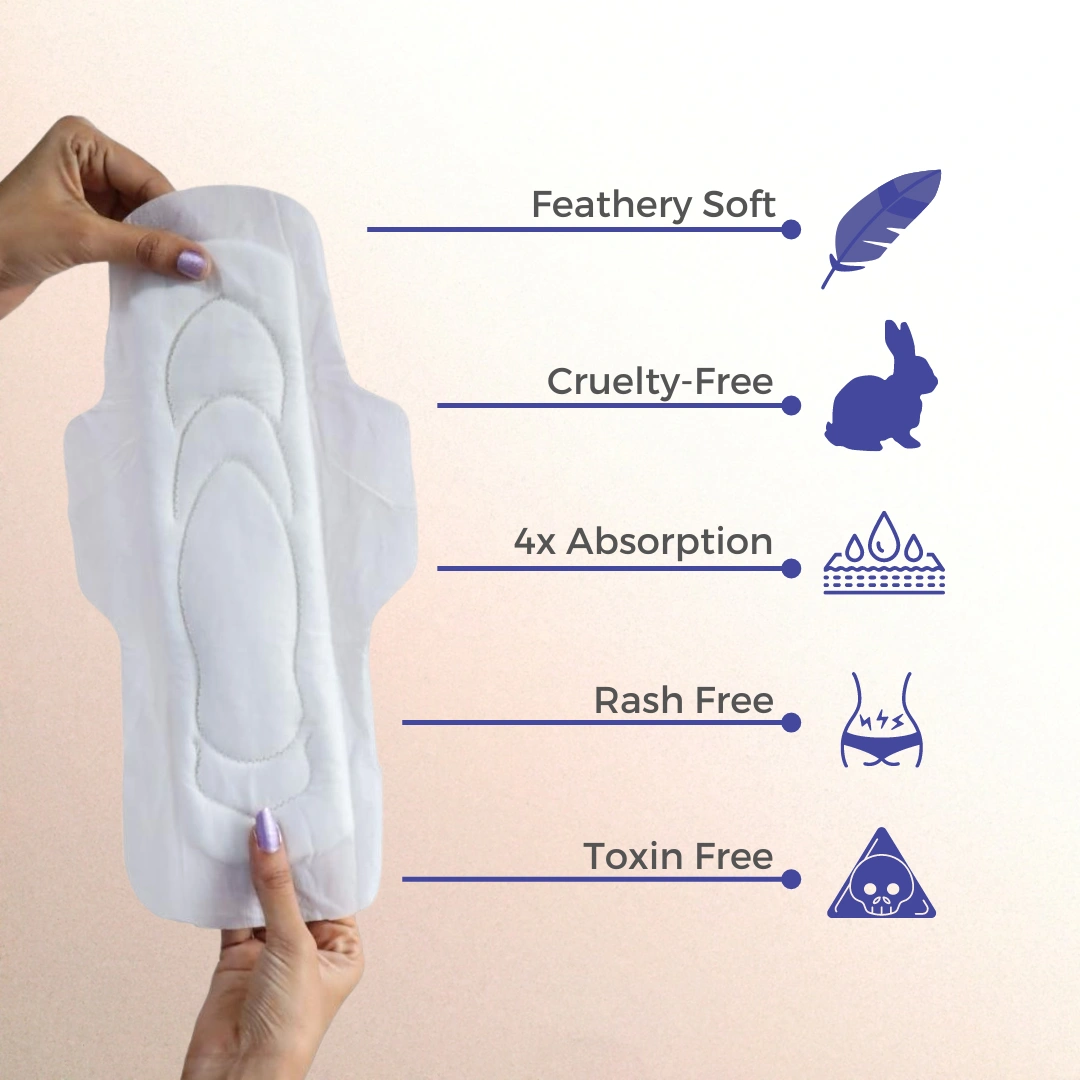 Feathery Soft
Cruelty-Free
4x Absorption
Rash Free
Toxin Free